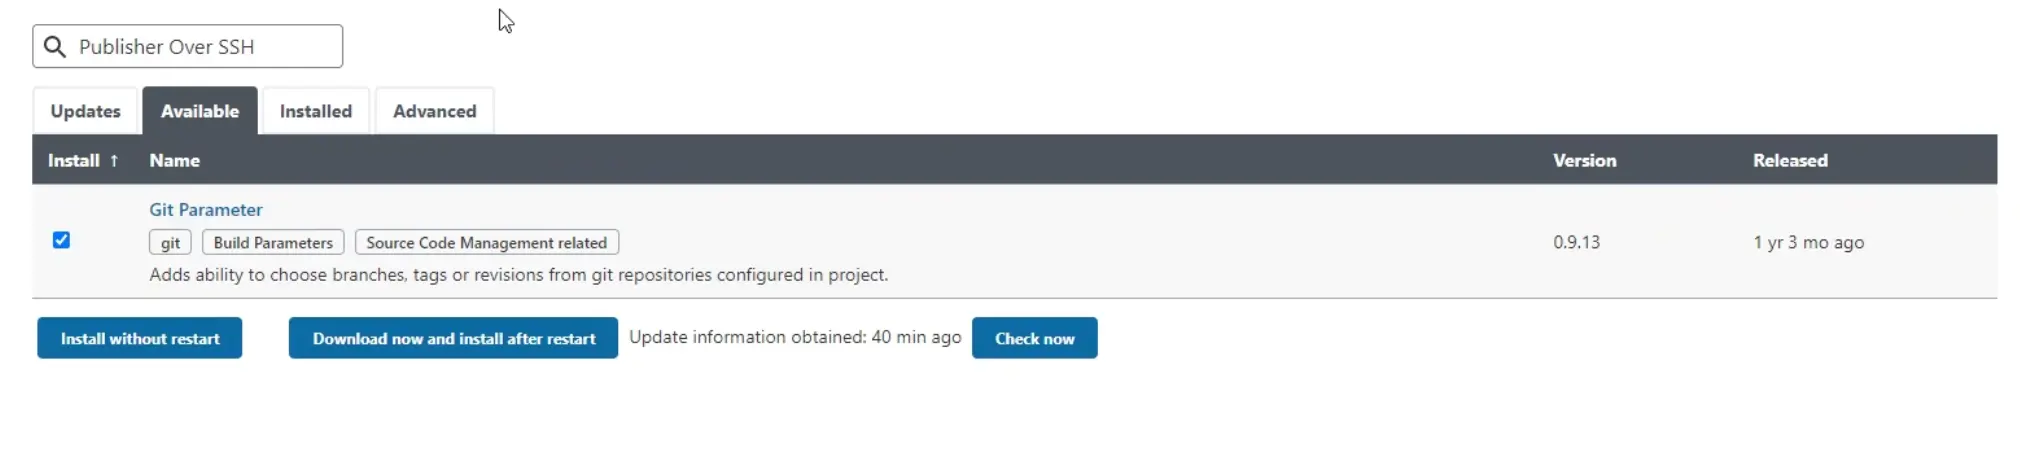 Publisher Over SSH
Updates Available Installed Advanced
Install ↑ Name Version Released
Git Parameter
git Build Parameters Source Code Management related
0.9.13 1 yr 3 mo ago
Adds ability to choose branches, tags or revisions from git repositories configured in project.
Install without restart Download now and install after restart Update information obtained: 40 min ago Check now